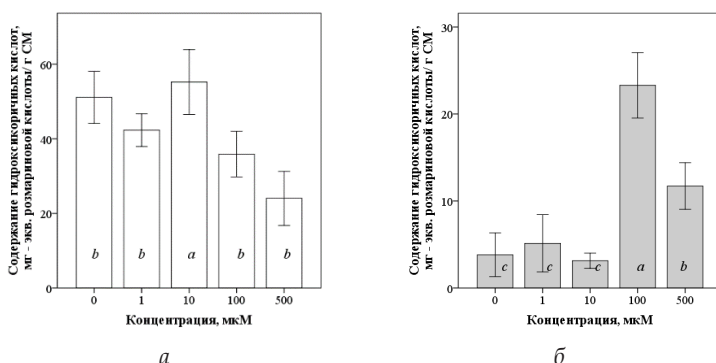 Содержание гидроксикоричных кислот,
мг - экв. розмариновой кислоты/ г СМ
60
40
20
0
b
b
a
b
b
0
1
10
100
500
Концентрация, мкМ
а
Содержание гидроксикоричных кислот,
мг - экв. розмариновой кислоты/ г СМ
30
20
10
0
c
c
c
a
b
0
1
10
100
500
Концентрация, мкМ
б